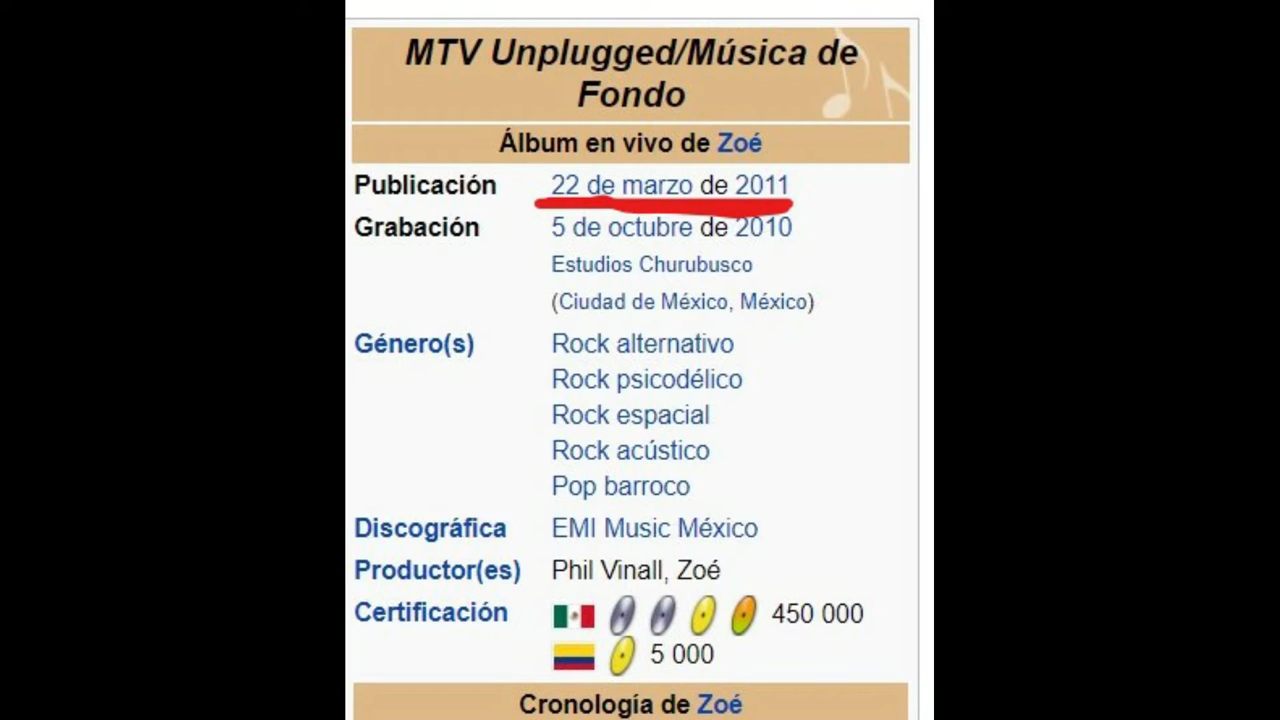 MTV Unplugged/Música de
Fondo
Álbum en vivo de Zoé
Publicación 22 de marzo de 2011
Grabación 5 de octubre de 2010
Estudios Churubusco
(Ciudad de México, México)
Género(s) Rock alternativo
Rock psicodélico
Rock espacial
Rock acústico
Pop barroco
Discográfica EMI Music México
Productor(es) Phil Vinall, Zoé
Certificación 450 000
5 000
Cronología de Zoé